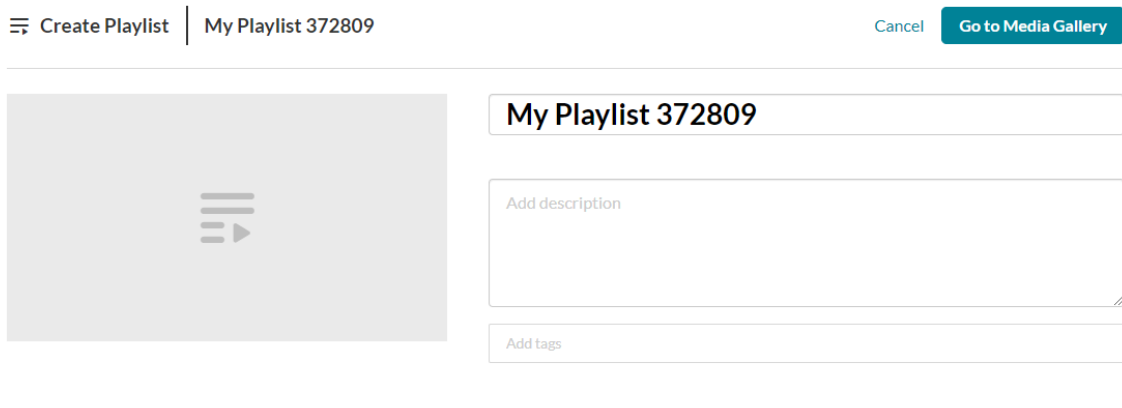 Create Playlist My Playlist 372809 Cancel Go to Media Gallery
My Playlist 372809
Add description
Add tags